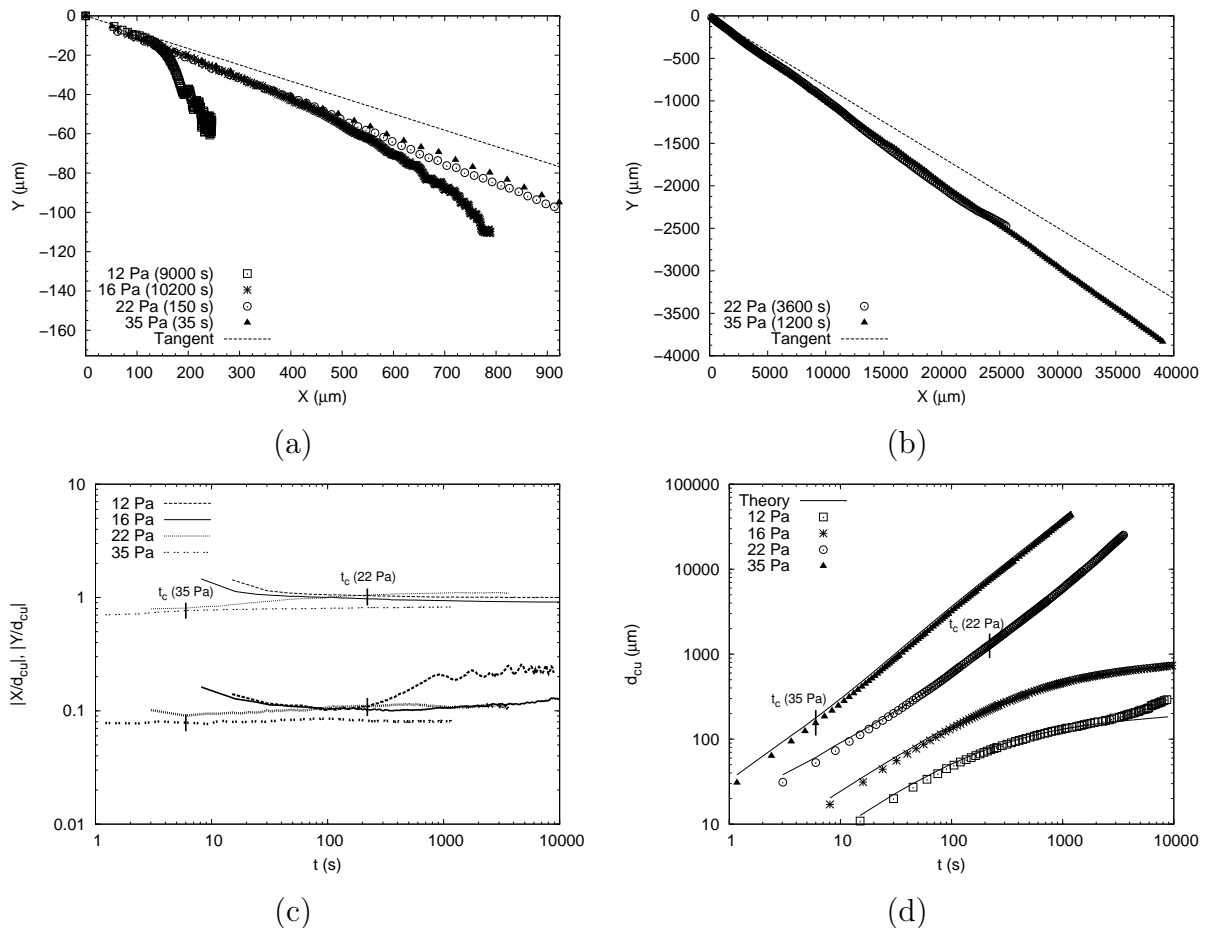 0
−20
−40
−60
−80
−100
−120
−140
−160
Y (μm)
0 100 200 300 400 500 600 700 800 900
X (μm)
12 Pa (9000 s)
16 Pa (10200 s)
22 Pa (150 s)
35 Pa (35 s)
Tangent
(a)
0
−500
−1000
−1500
−2000
−2500
−3000
−3500
−4000
Y (μm)
0 5000 10000 15000 20000 25000 30000 35000 40000
X (μm)
22 Pa (3600 s)
35 Pa (1200 s)
Tangent
(b)
10
1
0.1
0.01
|X/d_cu|, |Y/d_cu|
1 10 100 1000 10000
t (s)
12 Pa
16 Pa
22 Pa
35 Pa
t_c (35 Pa)
t_c (22 Pa)
(c)
100000
10000
1000
100
10
d_cu (μm)
1 10 100 1000 10000
t (s)
Theory
12 Pa
16 Pa
22 Pa
35 Pa
t_c (22 Pa)
t_c (35 Pa)
(d)